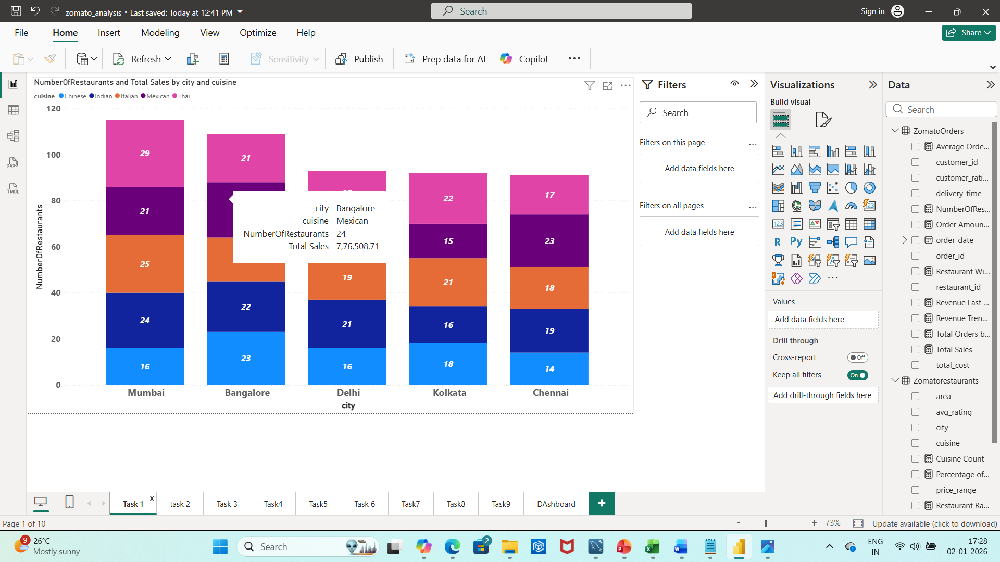 zomato_analysis • Last saved: Today at 12:41 PM
Search
Sign in
File
Home
Insert
Modeling
View
Optimize
Help
Share
Refresh
Sensitivity
Publish
Prep data for AI
Copilot
NumberOfRestaurants and Total Sales by city and cuisine
cuisine Chinese Indian Italian Mexican Thai
NumberOfRestaurants
120
100
80
60
40
20
0
29
21
25
24
16
21
22
23
19
21
16
22
15
21
16
18
17
23
18
19
14
city Bangalore
cuisine Mexican
NumberOfRestaurants 24
Total Sales 7,76,508.71
Mumbai
Bangalore
Delhi
Kolkata
Chennai
city
Filters
Search
Filters on this page
Add data fields here
Filters on all pages
Add data fields here
Visualizations
Build visual
123
123
R
Py
Values
Add data fields here
Drill through
Cross-report
Off
Keep all filters
On
Add drill-through fields here
Data
Search
ZomatoOrders
Average Orde...
customer_id
customer_rati...
delivery_time
NumberOfRes...
Order Amoun...
order_date
order_id
Restaurant Wi...
restaurant_id
Revenue Last ...
Revenue Tren...
Total Orders b...
Total Sales
total_cost
Zomatorestaurants
area
avg_rating
city
cuisine
Cuisine Count
Percentage of...
price_range
Restaurant Ra...
DAX
TMDL
Task 1
x
task 2
Task 3
Task4
Task5
Task 6
Task7
Task8
Task9
DAshboard
+
Page 1 of 10
- + 73%
Update available (click to download)
9
26°C
Mostly sunny
Search
2
P
X
W
ENG
IN
17:28
02-01-2026